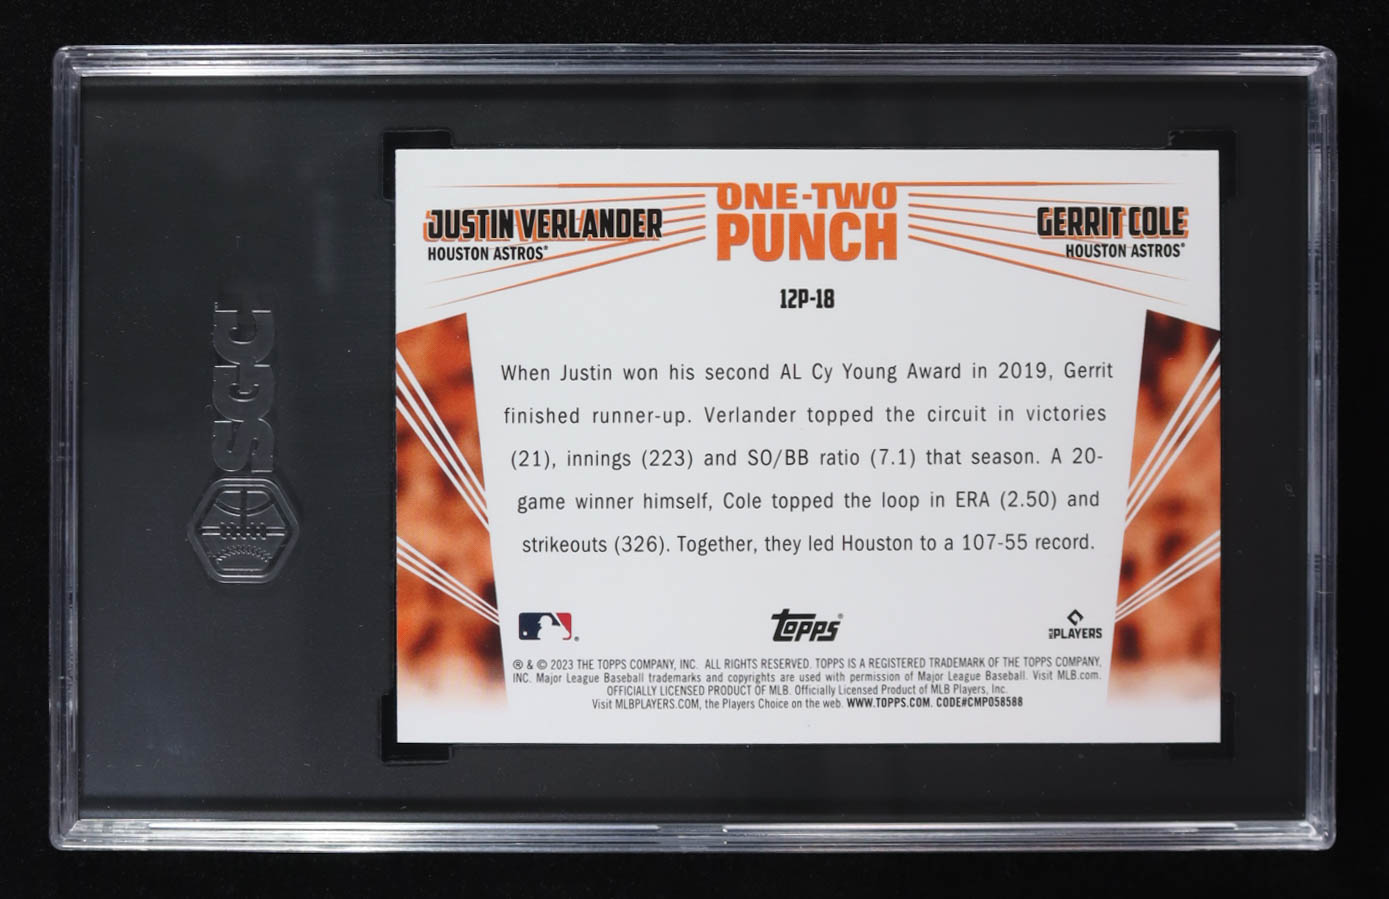 SGC
ONE-TWO
PUNCH
JUSTIN VERLANDER
HOUSTON ASTROS®
GERRIT COLE
HOUSTON ASTROS®
12P-18
When Justin won his second AL Cy Young Award in 2019, Gerrit
finished runner-up. Verlander topped the circuit in victories
(21), innings (223) and SO/BB ratio (7.1) that season. A 20-
game winner himself, Cole topped the loop in ERA (2.50) and
strikeouts (326). Together, they led Houston to a 107-55 record.
Topps®
MLB PLAYERS
® & © 2023 THE TOPPS COMPANY, INC. ALL RIGHTS RESERVED. TOPPS IS A REGISTERED TRADEMARK OF THE TOPPS COMPANY,
INC. Major League Baseball trademarks and copyrights are used with permission of Major League Baseball. Visit MLB.com.
OFFICIALLY LICENSED PRODUCT OF MLB. Officially Licensed Product of MLB Players, Inc.
Visit MLBPLAYERS.COM, the Players Choice on the web. WWW.TOPPS.COM. CODE#CMP058588